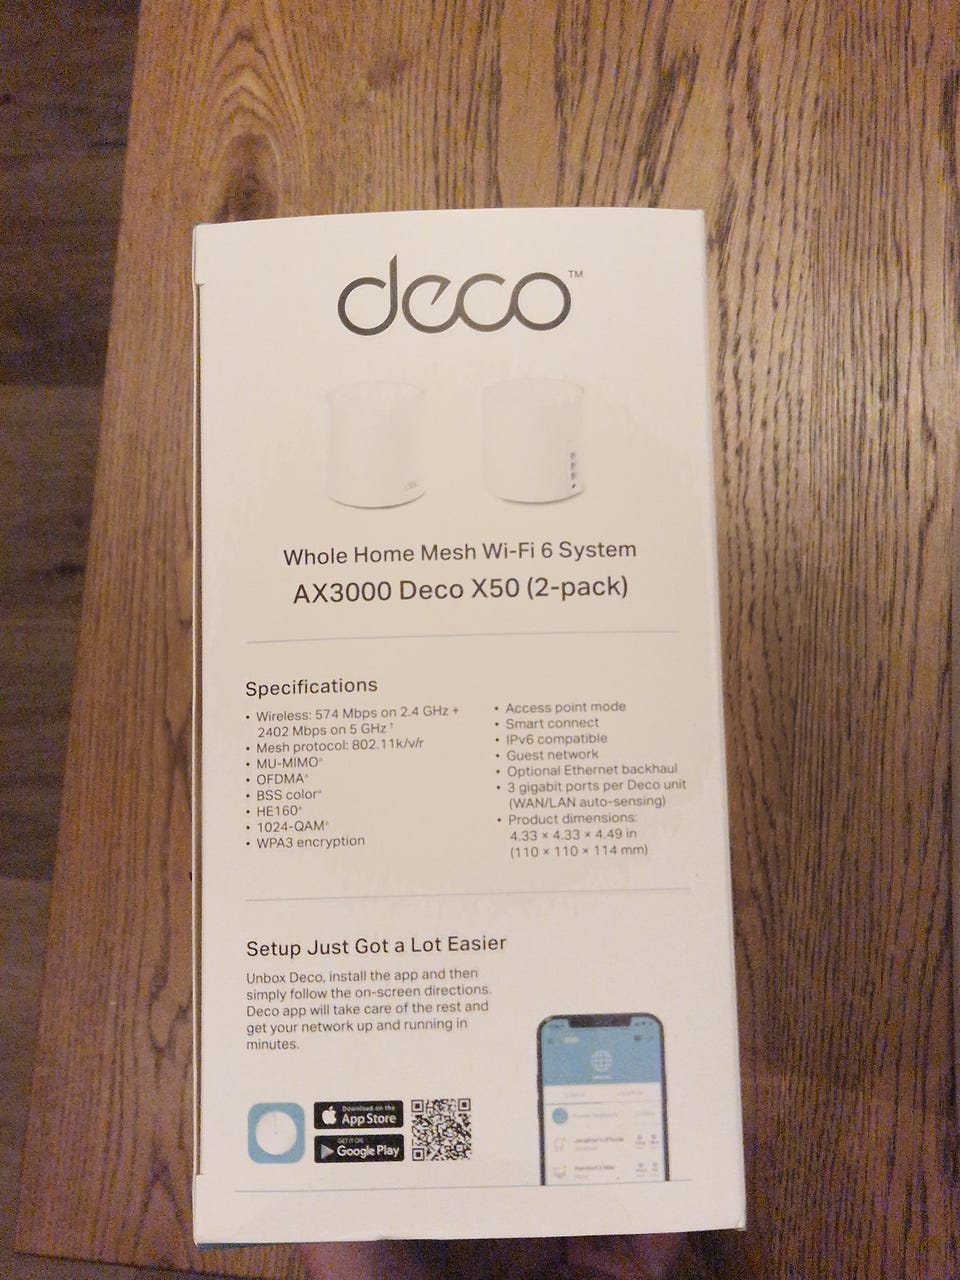 deco™
Whole Home Mesh Wi-Fi 6 System
AX3000 Deco X50 (2-pack)
Specifications
• Wireless: 574 Mbps on 2.4 GHz +
2402 Mbps on 5 GHz†
• Mesh protocol: 802.11k/v/r
• MU-MIMO^
• OFDMA^
• BSS color^
• HE160^
• 1024-QAM^
• WPA3 encryption
• Access point mode
• Smart connect
• IPv6 compatible
• Guest network
• Optional Ethernet backhaul
• 3 gigabit ports per Deco unit
(WAN/LAN auto-sensing)
• Product dimensions:
4.33 × 4.33 × 4.49 in
(110 × 110 × 114 mm)
Setup Just Got a Lot Easier
Unbox Deco, install the app and then
simply follow the on-screen directions.
Deco app will take care of the rest and
get your network up and running in
minutes.
Download on the
App Store
GET IT ON
Google Play